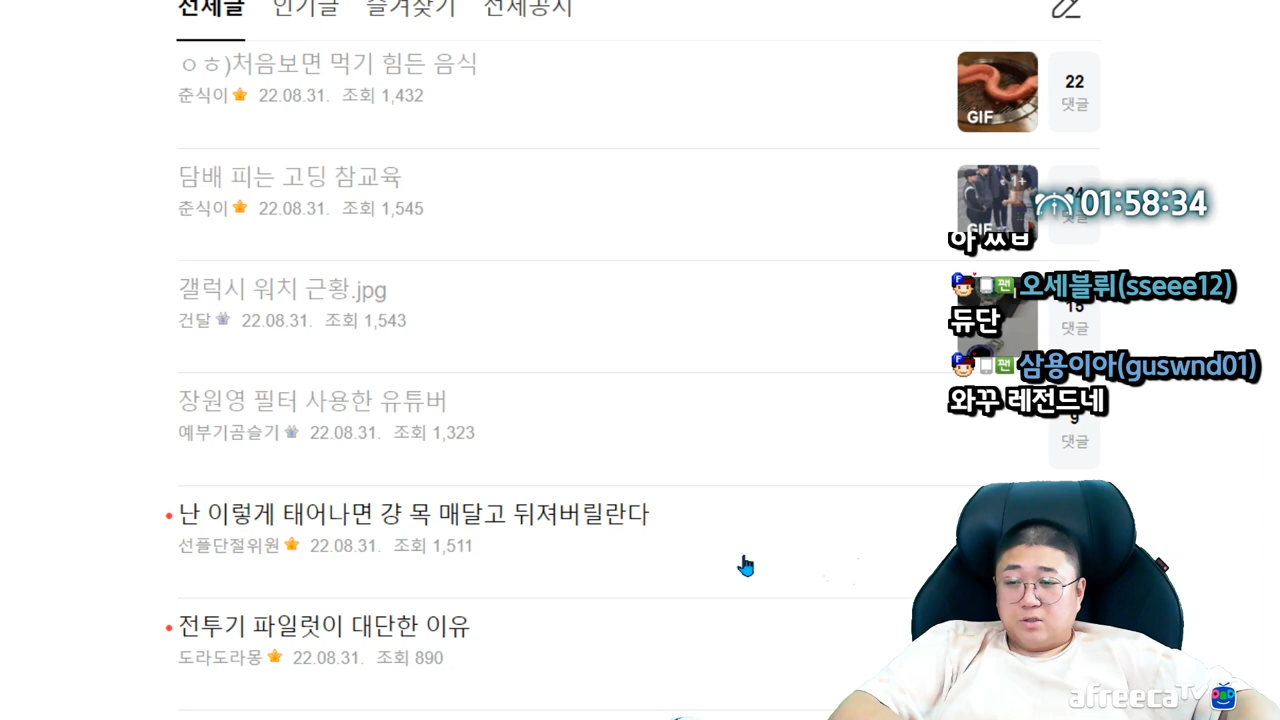 전체글 인기글 즐겨찾기 전체공지
ㅇㅎ)처음보면 먹기 힘든 음식
춘식이 22.08.31. 조회 1,432
GIF
22
댓글
담배 피는 고딩 참교육
춘식이 22.08.31. 조회 1,545
1+
GIF
01:58:34
갤럭시 워치 근황.jpg
건달 22.08.31. 조회 1,543
15
댓글
오세블뤼(sseee12)
듀단
삼용이아(guswnd01)
와꾸 레전드네
장원영 필터 사용한 유튜버
예부기곰슬기 22.08.31. 조회 1,323
9
댓글
난 이렇게 태어나면 걍 목 매달고 뒤져버릴란다
선플단절위원 22.08.31. 조회 1,511
전투기 파일럿이 대단한 이유
도라도라몽 22.08.31. 조회 890
afreecaTV